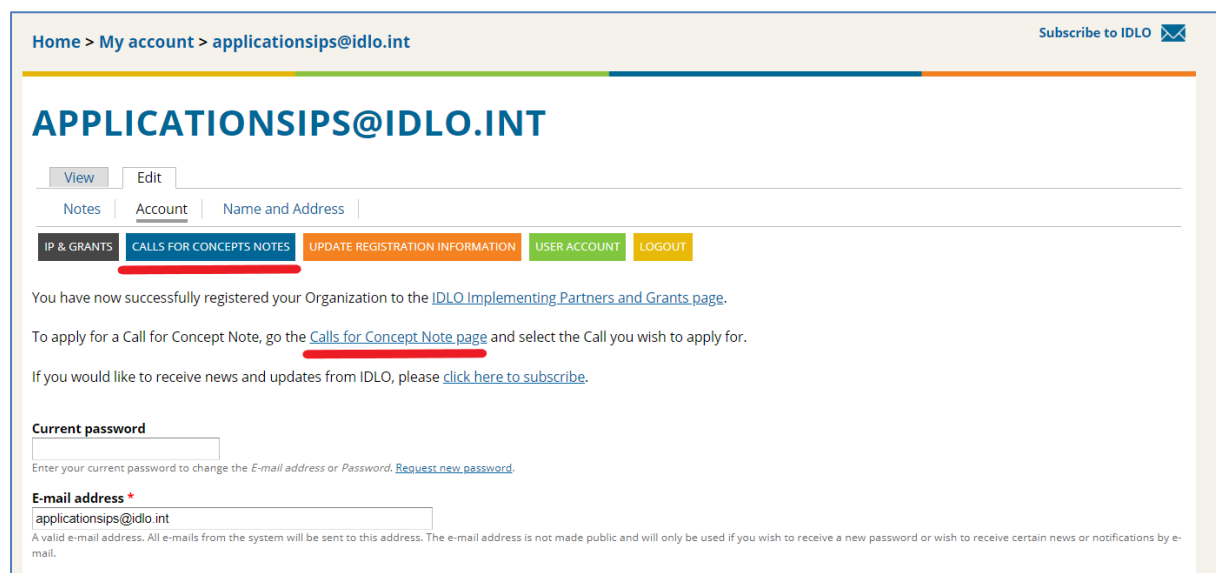 Home > My account > applicationsips@idlo.int
Subscribe to IDLO
APPLICATIONSIPS@IDLO.INT
View Edit
Notes Account Name and Address
IP & GRANTS CALLS FOR CONCEPTS NOTES UPDATE REGISTRATION INFORMATION USER ACCOUNT LOGOUT
You have now successfully registered your Organization to the IDLO Implementing Partners and Grants page.
To apply for a Call for Concept Note, go the Calls for Concept Note page and select the Call you wish to apply for.
If you would like to receive news and updates from IDLO, please click here to subscribe.
Current password
Enter your current password to change the E-mail address or Password. Request new password.
E-mail address *
applicationsips@idlo.int
A valid e-mail address. All e-mails from the system will be sent to this address. The e-mail address is not made public and will only be used if you wish to receive a new password or wish to receive certain news or notifications by e-
mail.